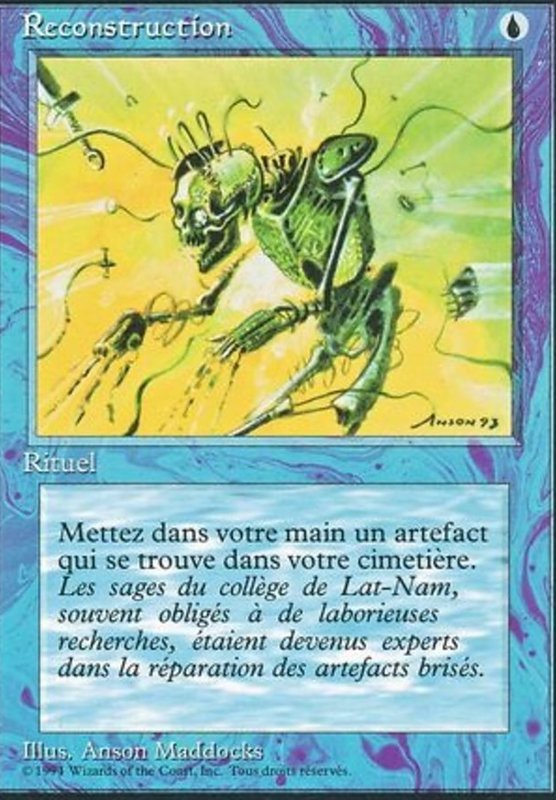 Reconstruction
ANSON 93
Rituel
Mettez dans votre main un artefact
qui se trouve dans votre cimetière.
Les sages du collège de Lat-Nam,
souvent obligés à de laborieuses
recherches, étaient devenus experts
dans la réparation des artefacts brisés.
Illus. Anson Maddocks
© 1994 Wizards of the Coast, Inc. Tous droits réservés.